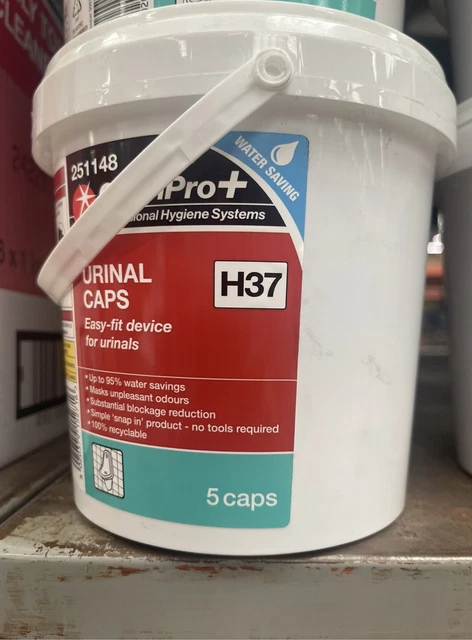 251148
WATER SAVING
Pro+
ional Hygiene Systems
URINAL
CAPS
H37
Easy-fit device
for urinals
• Up to 95% water savings
• Masks unpleasant odours
• Substantial blockage reduction
• Simple 'snap in' product - no tools required
• 100% recyclable
5 caps